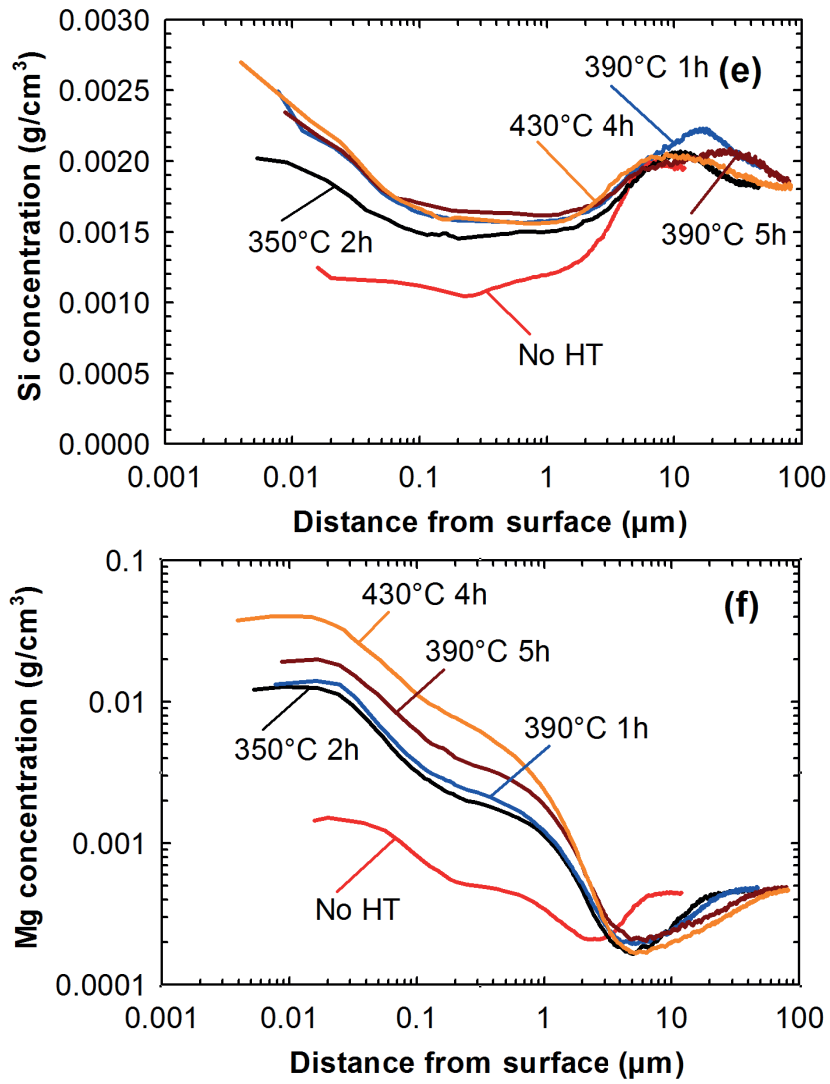 0.0030
(e)
390°C 1h
0.0025
430°C 4h
0.0020
350°C 2h
390°C 5h
0.0015
0.0010
No HT
0.0005
0.0000
Si concentration (g/cm³)
0.001 0.01 0.1 1 10 100
Distance from surface (µm)
0.1
(f)
430°C 4h
390°C 5h
0.01
390°C 1h
350°C 2h
0.001
No HT
0.0001
Mg concentration (g/cm³)
0.001 0.01 0.1 1 10 100
Distance from surface (µm)